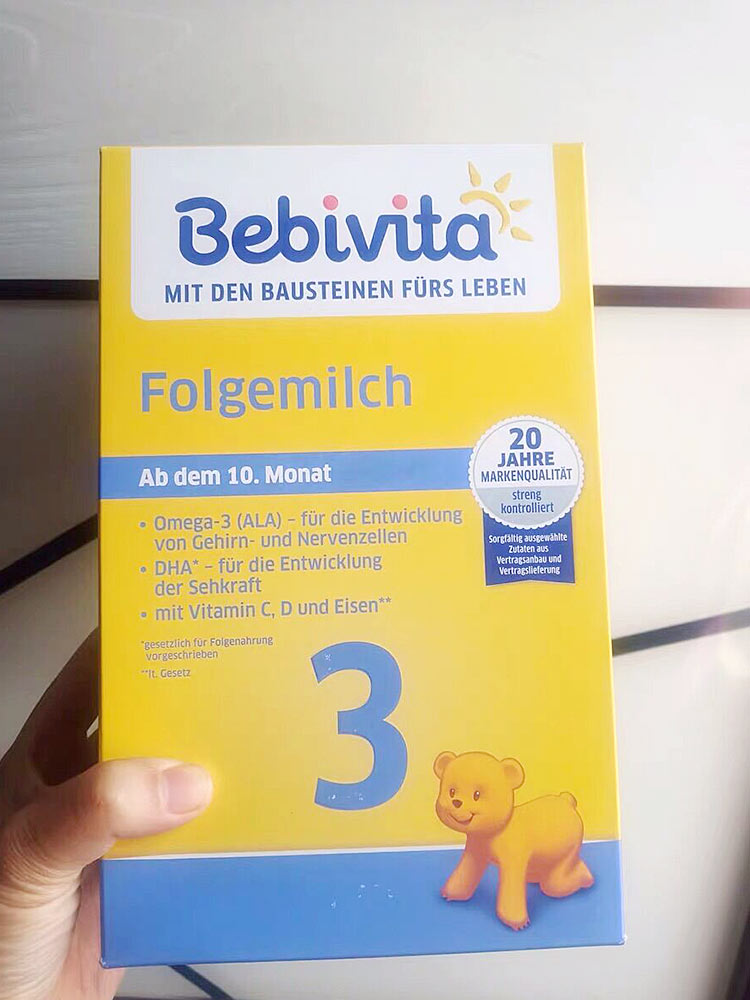 Bebivita
MIT DEN BAUSTEINEN FÜRS LEBEN
Folgemilch
Ab dem 10. Monat
20
JAHRE
MARKENQUALITÄT
streng
kontrolliert
Sorgfältig ausgewählte
Zutaten aus
Vertragsanbau und
Vertragslieferung
• Omega-3 (ALA) – für die Entwicklung
von Gehirn- und Nervenzellen
• DHA* – für die Entwicklung
der Sehkraft
• mit Vitamin C, D und Eisen**
*gesetzlich für Folgenahrung
vorgeschrieben
**lt. Gesetz
3